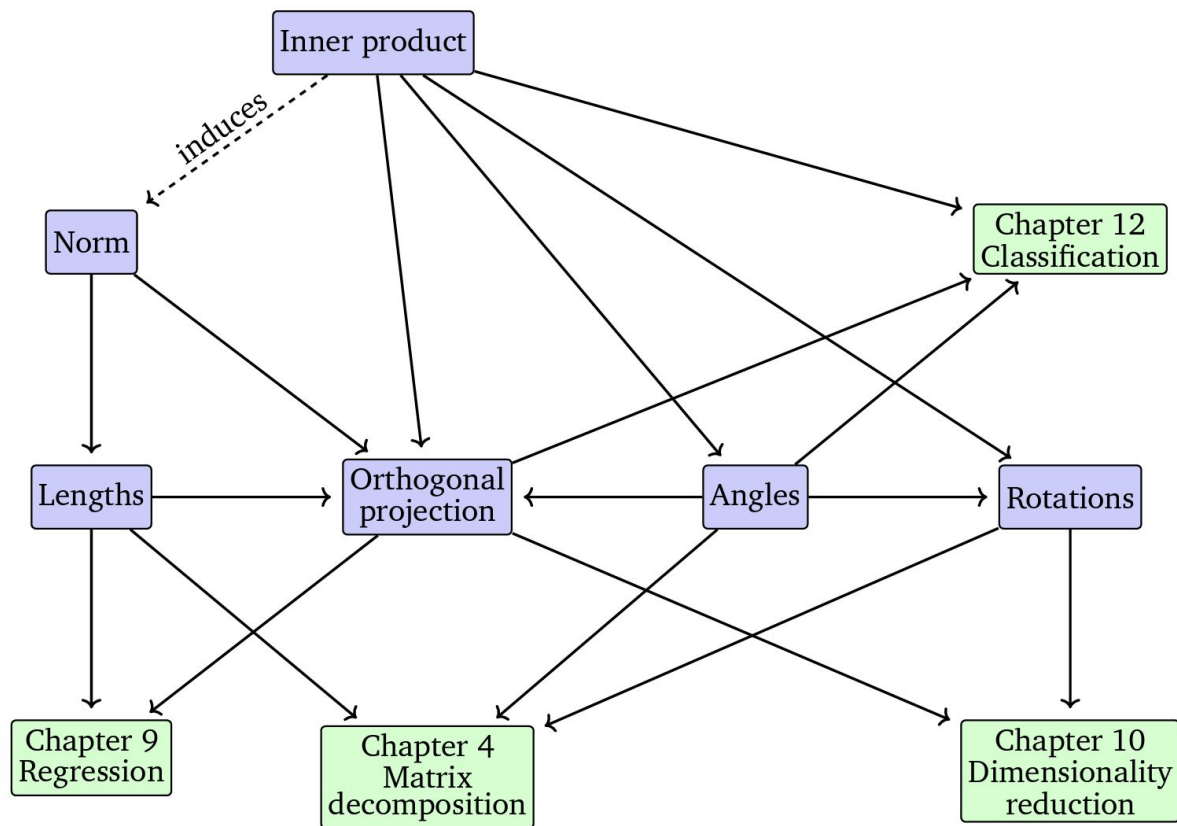 Inner product
induces
Norm
Chapter 12
Classification
Lengths
Orthogonal
projection
Angles
Rotations
Chapter 9
Regression
Chapter 4
Matrix
decomposition
Chapter 10
Dimensionality
reduction